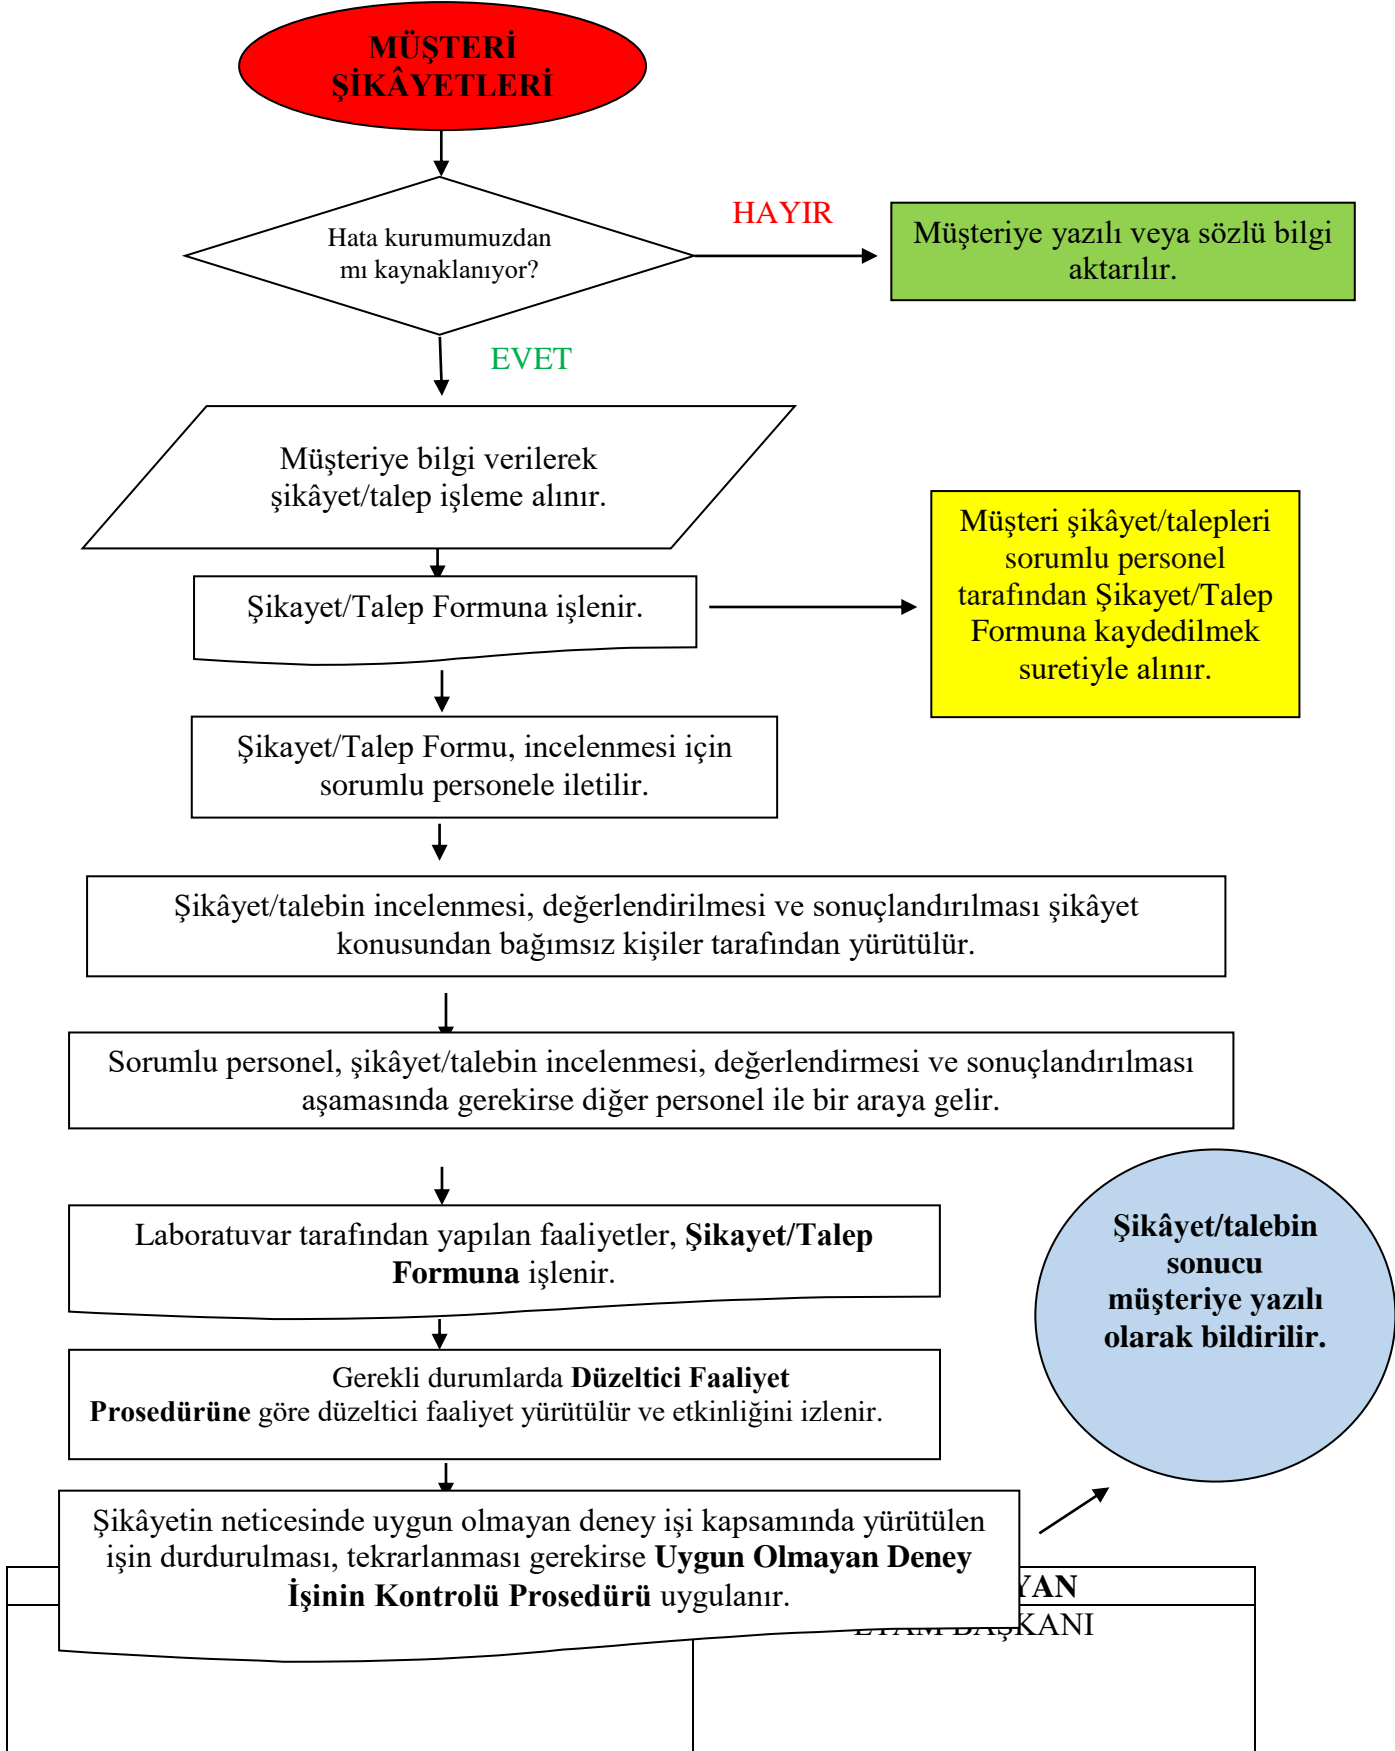 MÜŞTERİ
ŞİKÂYETLERİ
Hata kurumumuzdan
mı kaynaklanıyor?
HAYIR
Müşteriye yazılı veya sözlü bilgi
aktarılır.
EVET
Müşteriye bilgi verilerek
şikâyet/talep işleme alınır.
Şikayet/Talep Formuna işlenir.
Müşteri şikâyet/talepleri
sorumlu personel
tarafından Şikayet/Talep
Formuna kaydedilmek
suretiyle alınır.
Şikayet/Talep Formu, incelenmesi için
sorumlu personele iletilir.
Şikâyet/talebin incelenmesi, değerlendirilmesi ve sonuçlandırılması şikâyet
konusundan bağımsız kişiler tarafından yürütülür.
Sorumlu personel, şikâyet/talebin incelenmesi, değerlendirmesi ve sonuçlandırılması
aşamasında gerekirse diğer personel ile bir araya gelir.
Laboratuvar tarafından yapılan faaliyetler, Şikayet/Talep
Formuna işlenir.
Şikâyet/talebin
sonucu
müşteriye yazılı
olarak bildirilir.
Gerekli durumlarda Düzeltici Faaliyet
Prosedürüne göre düzeltici faaliyet yürütülür ve etkinliğini izlenir.
Şikâyetin neticesinde uygun olmayan deney işi kapsamında yürütülen
işin durdurulması, tekrarlanması gerekirse Uygun Olmayan Deney
İşinin Kontrolü Prosedürü uygulanır.
YAN
BAŞKANI